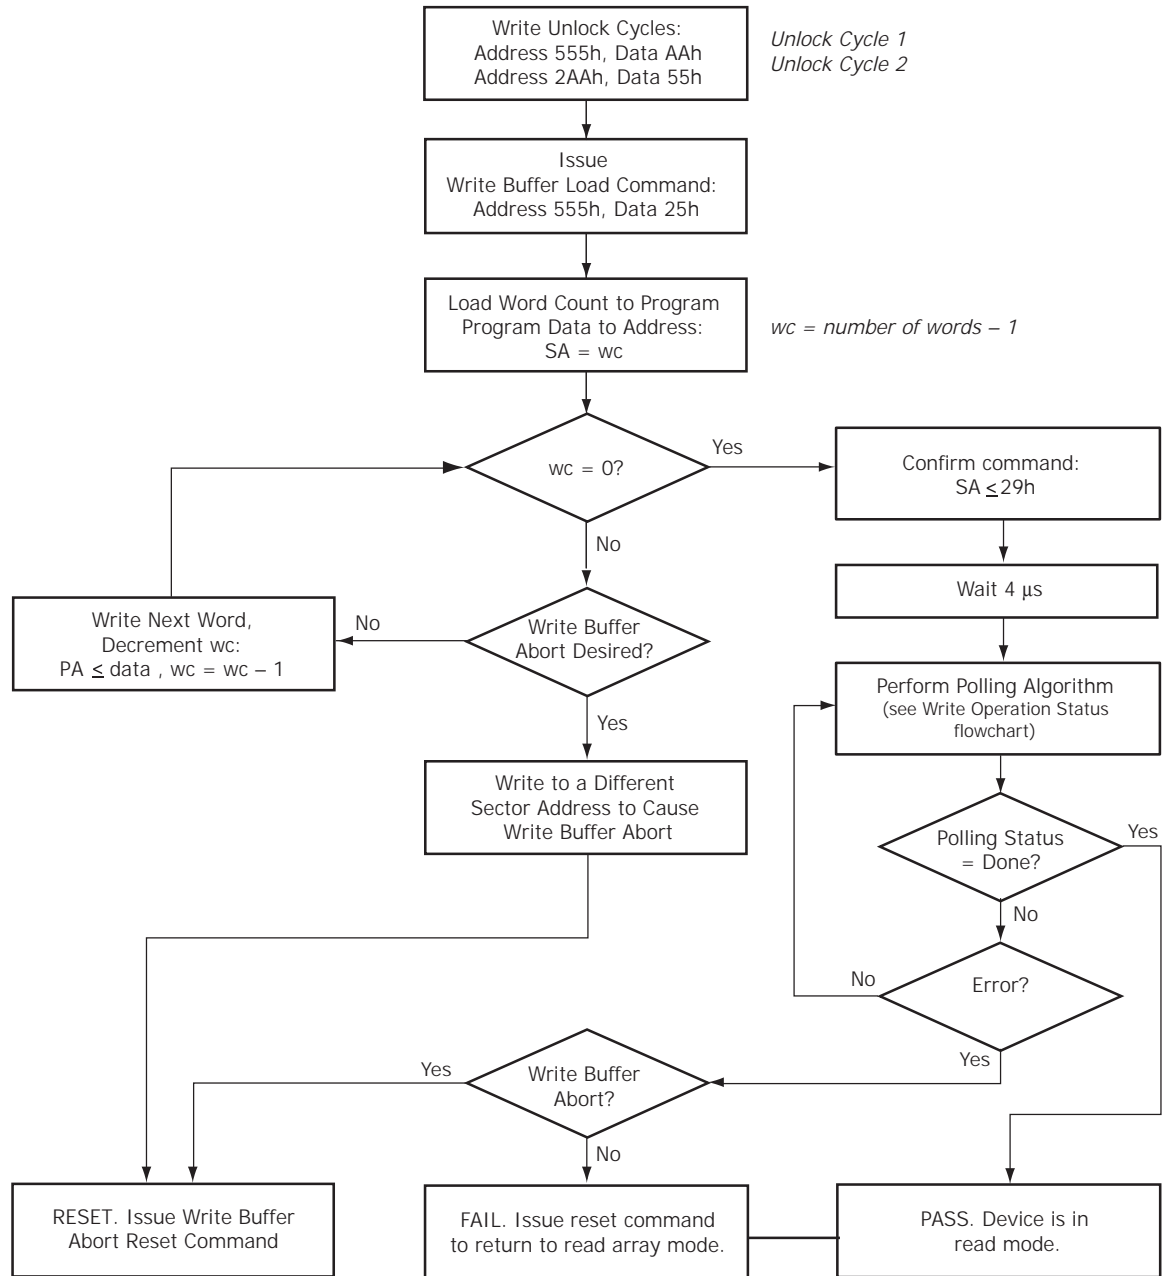 Write Unlock Cycles:
Address 555h, Data AAh
Address 2AAh, Data 55h
Unlock Cycle 1
Unlock Cycle 2
Issue
Write Buffer Load Command:
Address 555h, Data 25h
Load Word Count to Program
Program Data to Address:
SA = wc
wc = number of words – 1
wc = 0?
Yes
No
Confirm command:
SA ≤ 29h
Wait 4 μs
Write Next Word,
Decrement wc:
PA ≤ data , wc = wc – 1
No
Write Buffer
Abort Desired?
Yes
Perform Polling Algorithm
(see Write Operation Status
flowchart)
Write to a Different
Sector Address to Cause
Write Buffer Abort
Polling Status
= Done?
Yes
No
Error?
No
Yes
Write Buffer
Abort?
Yes
No
RESET. Issue Write Buffer
Abort Reset Command
FAIL. Issue reset command
to return to read array mode.
PASS. Device is in
read mode.